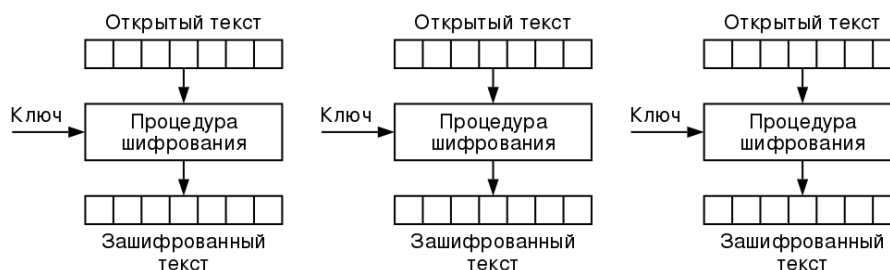 Открытый текст
Ключ
Процедура
шифрования
Зашифрованный
текст
Открытый текст
Ключ
Процедура
шифрования
Зашифрованный
текст
Открытый текст
Ключ
Процедура
шифрования
Зашифрованный
текст